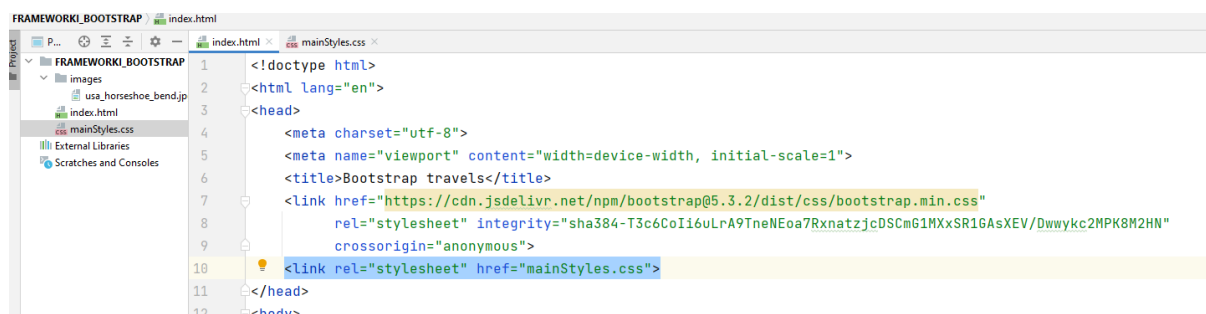 FRAMEWORKI_BOOTSTRAP index.html
Project
P...
index.html
mainStyles.css
FRAMEWORKI_BOOTSTRAP
images
usa_horseshoe_bend.jp
index.html
mainStyles.css
External Libraries
Scratches and Consoles
1 <!doctype html>
2 <html lang="en">
3 <head>
4 <meta charset="utf-8">
5 <meta name="viewport" content="width=device-width, initial-scale=1">
6 <title>Bootstrap travels</title>
7 <link href="https://cdn.jsdelivr.net/npm/bootstrap@5.3.2/dist/css/bootstrap.min.css"
8 rel="stylesheet" integrity="sha384-T3c6CoIi6uLrA9TneNEoa7RxnatzjcDSCmG1MXxSR1GAsXEV/Dwwykc2MPK8M2HN"
9 crossorigin="anonymous">
10 <link rel="stylesheet" href="mainStyles.css">
11 </head>
12 <body>